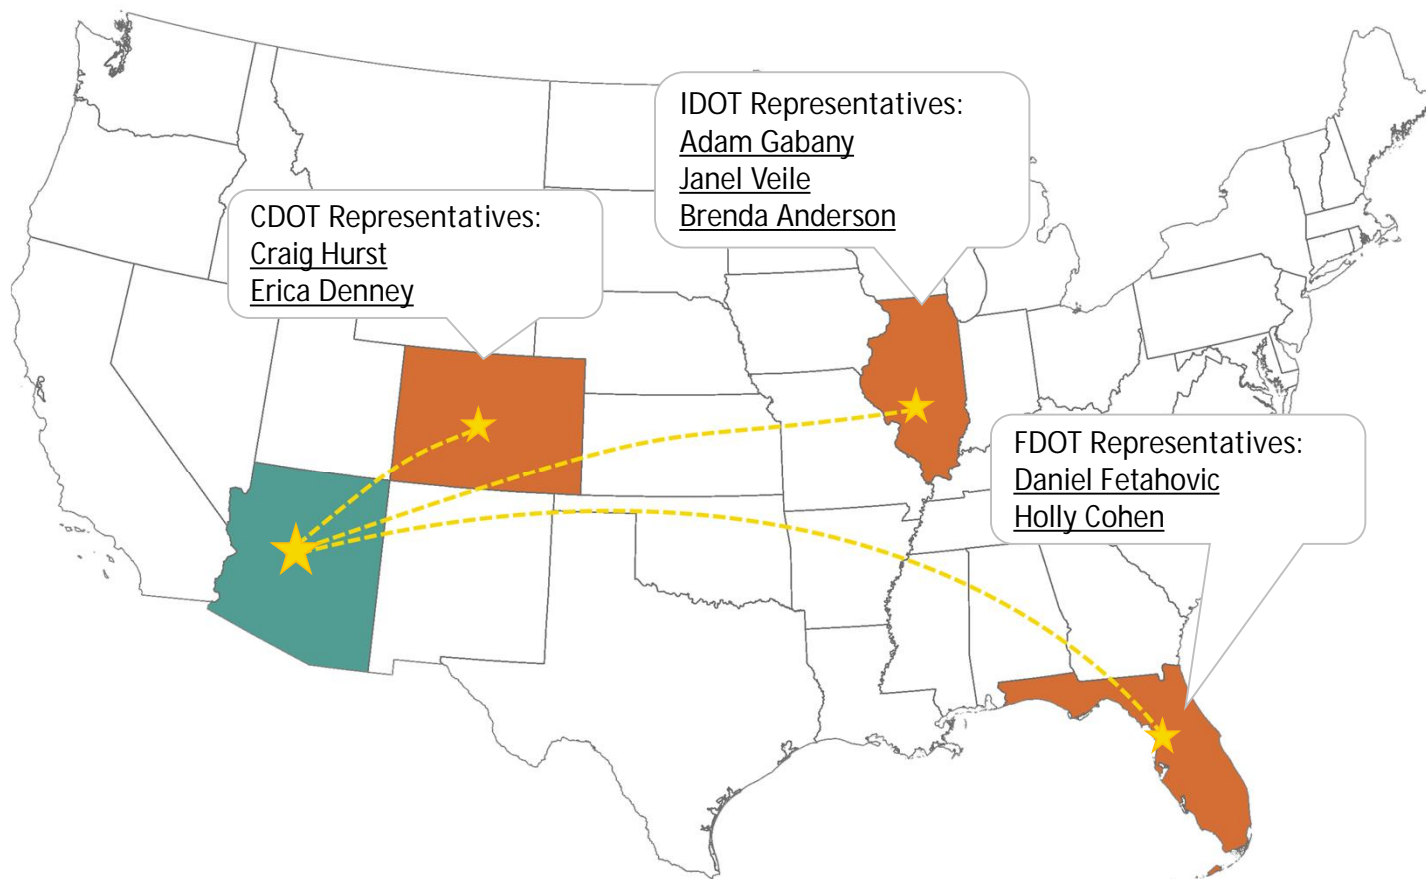 IDOT Representatives:
Adam Gabany
Janel Veile
Brenda Anderson
CDOT Representatives:
Craig Hurst
Erica Denney
FDOT Representatives:
Daniel Fetahovic
Holly Cohen